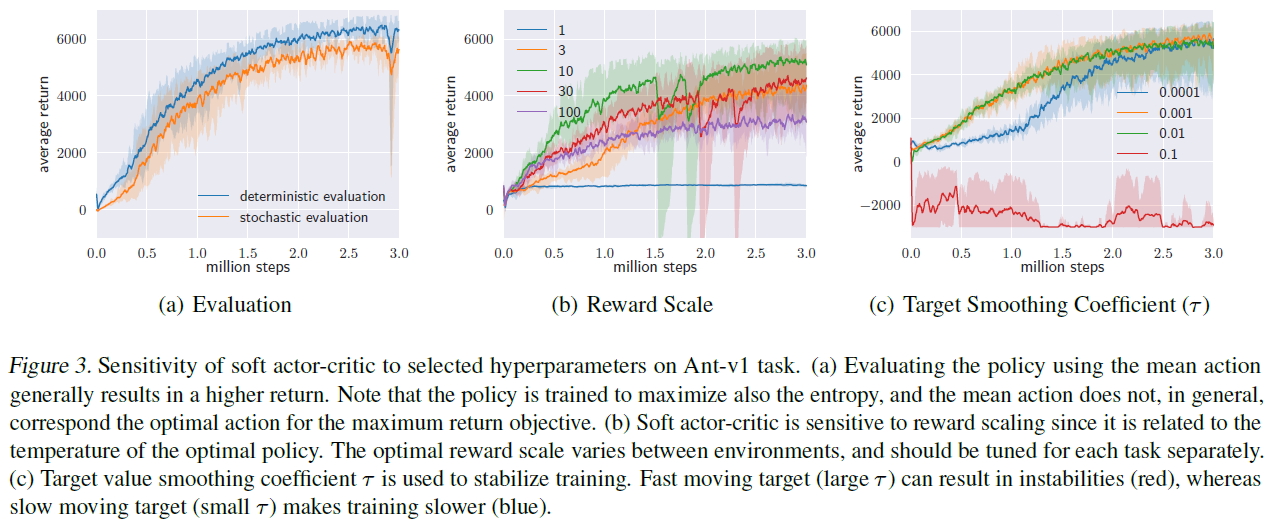 6000
4000
2000
0
average return
deterministic evaluation
stochastic evaluation
0.0 0.5 1.0 1.5 2.0 2.5 3.0
million steps
(a) Evaluation
6000
4000
2000
0
average return
1
3
10
30
100
0.0 0.5 1.0 1.5 2.0 2.5 3.0
million steps
(b) Reward Scale
6000
4000
2000
0
−2000
average return
0.0001
0.001
0.01
0.1
0.0 0.5 1.0 1.5 2.0 2.5 3.0
million steps
(c) Target Smoothing Coefficient (τ)
Figure 3. Sensitivity of soft actor-critic to selected hyperparameters on Ant-v1 task. (a) Evaluating the policy using the mean action
generally results in a higher return. Note that the policy is trained to maximize also the entropy, and the mean action does not, in general,
correspond the optimal action for the maximum return objective. (b) Soft actor-critic is sensitive to reward scaling since it is related to the
temperature of the optimal policy. The optimal reward scale varies between environments, and should be tuned for each task separately.
(c) Target value smoothing coefficient τ is used to stabilize training. Fast moving target (large τ) can result in instabilities (red), whereas
slow moving target (small τ) makes training slower (blue).